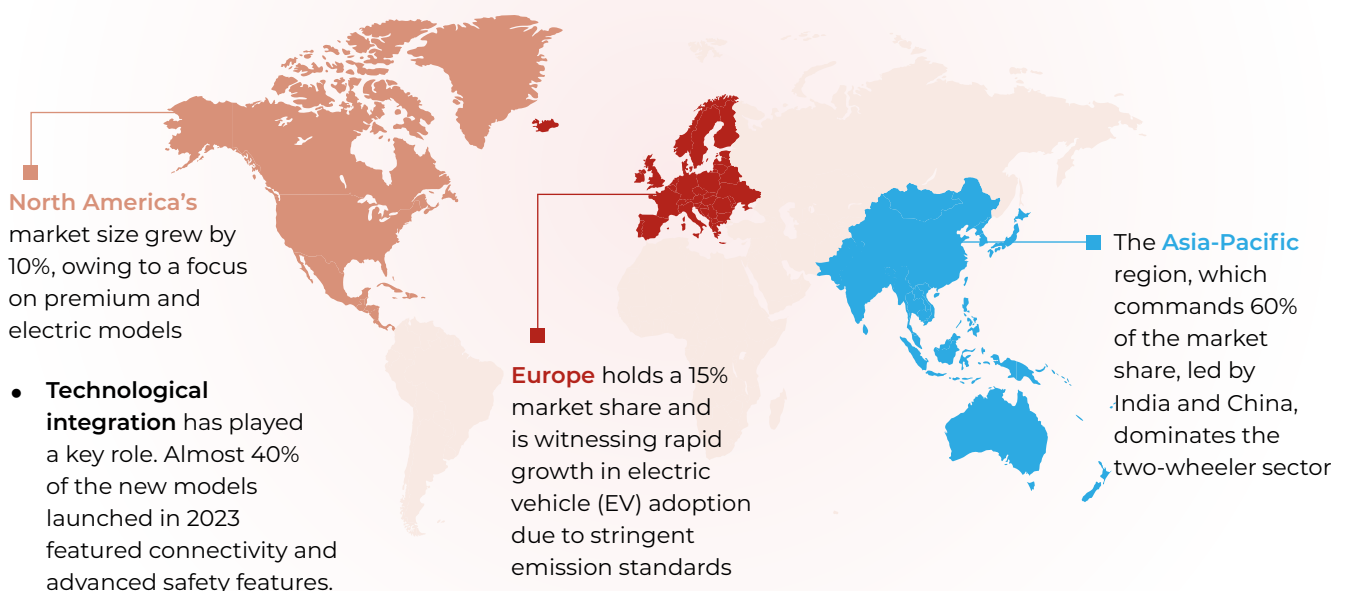 North America's
market size grew by
10%, owing to a focus
on premium and
electric models
• Technological
integration has played
a key role. Almost 40%
of the new models
launched in 2023
featured connectivity and
advanced safety features.
Europe holds a 15%
market share and
is witnessing rapid
growth in electric
vehicle (EV) adoption
due to stringent
emission standards
The Asia-Pacific
region, which
commands 60%
of the market
share, led by
India and China,
dominates the
two-wheeler sector